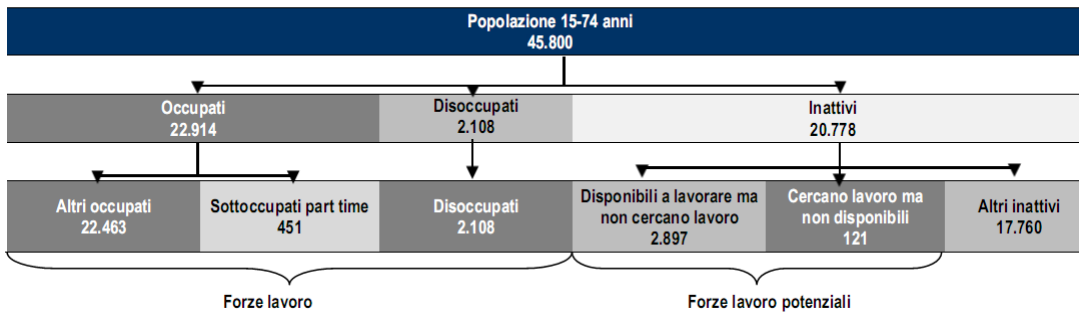 Popolazione 15-74 anni
45.800
Occupati
22.914
Disoccupati
2.108
Inattivi
20.778
Altri occupati
22.463
Sottoccupati part time
451
Disoccupati
2.108
Disponibili a lavorare ma
non cercano lavoro
2.897
Cercano lavoro ma
non disponibili
121
Altri inattivi
17.760
Forze lavoro
Forze lavoro potenziali